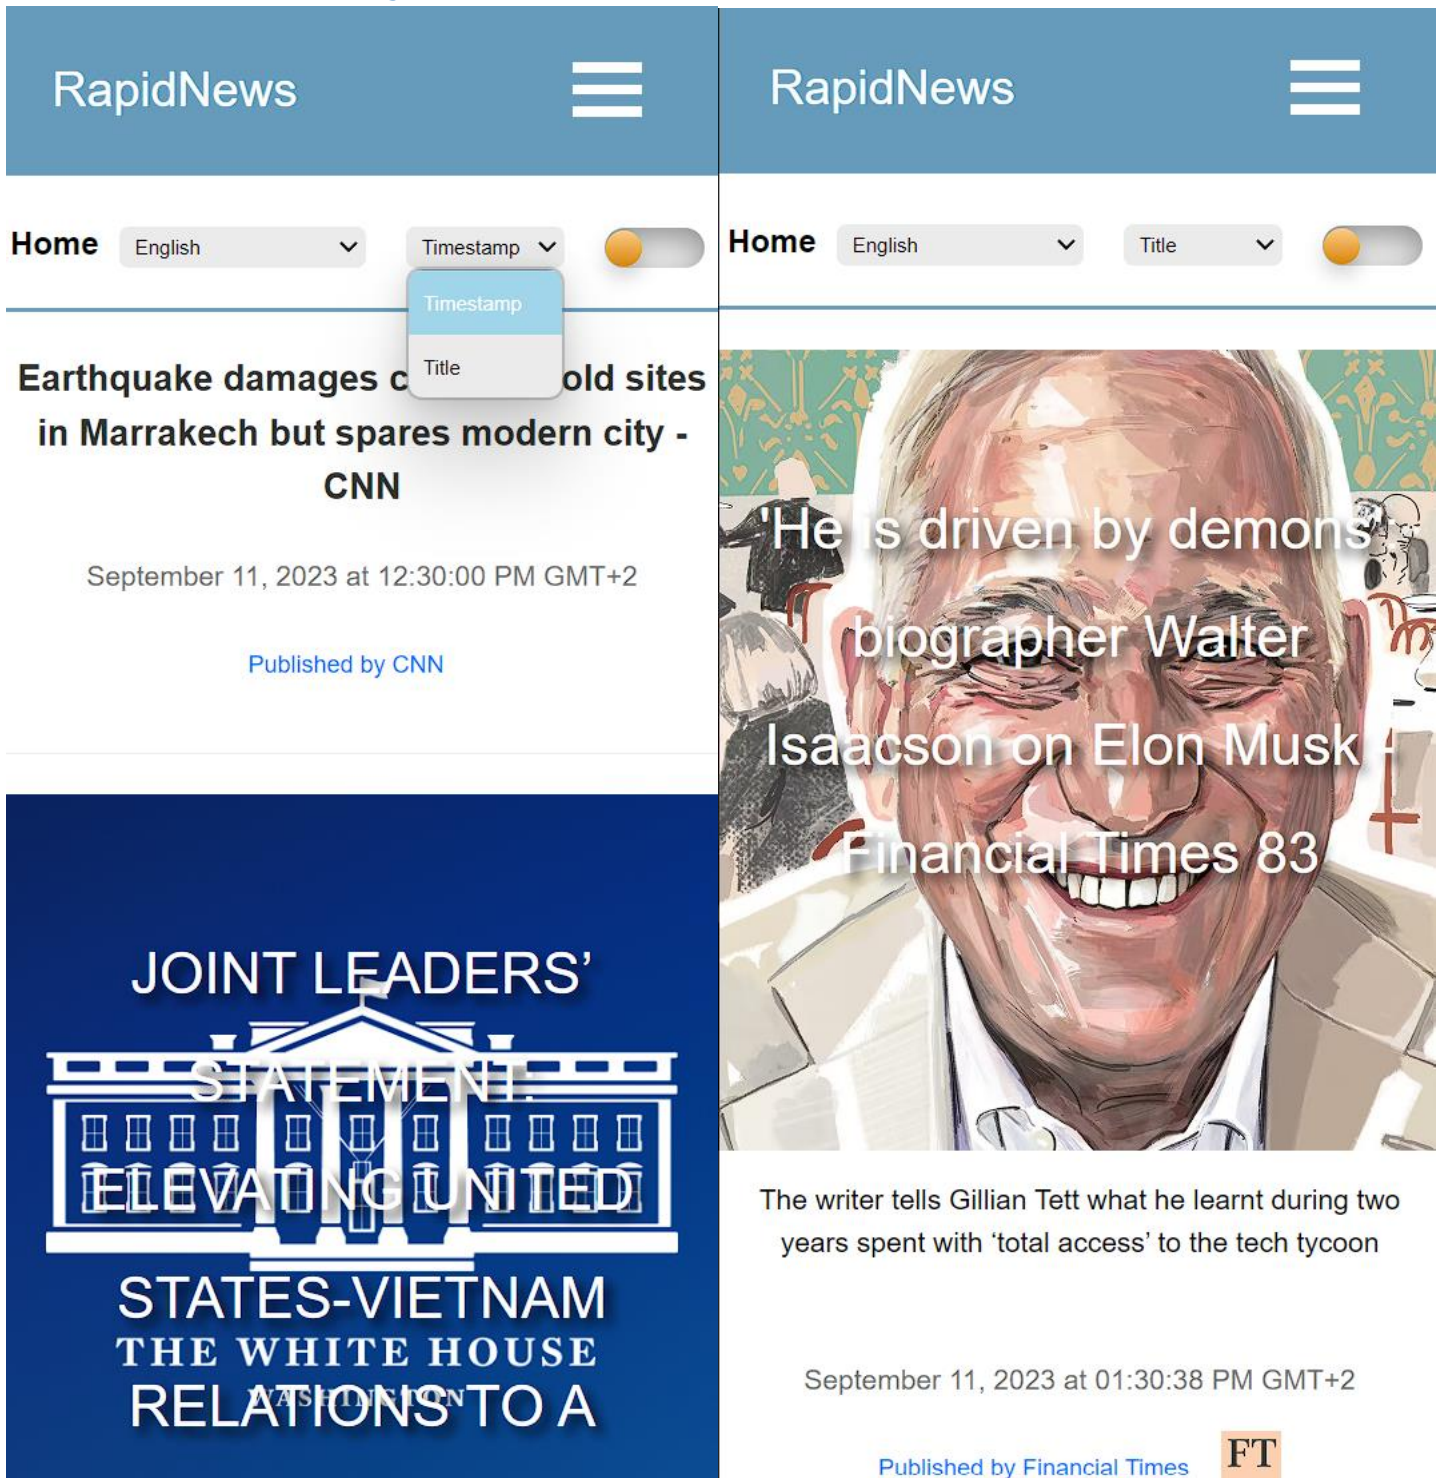 RapidNews
Home English Timestamp
Timestamp
Title
Earthquake damages c old sites
in Marrakech but spares modern city -
CNN
September 11, 2023 at 12:30:00 PM GMT+2
Published by CNN
JOINT LEADERS’
STATEMENT:
ELEVATING UNITED
STATES-VIETNAM
THE WHITE HOUSE
WASHINGTON
RELATIONS TO A
RapidNews
Home English Title
'He is driven by demons':
biographer Walter
Isaacson on Elon Musk -
Financial Times 83
The writer tells Gillian Tett what he learnt during two
years spent with ‘total access’ to the tech tycoon
September 11, 2023 at 01:30:38 PM GMT+2
Published by Financial Times FT